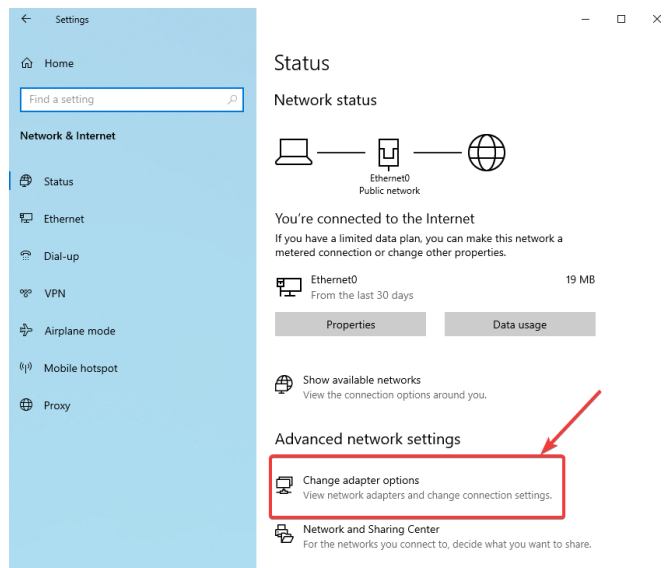 Settings
Home
Find a setting
Network & Internet
Status
Ethernet
Dial-up
VPN
Airplane mode
Mobile hotspot
Proxy
Status
Network status
Ethernet0
Public network
You're connected to the Internet
If you have a limited data plan, you can make this network a
metered connection or change other properties.
Ethernet0 19 MB
From the last 30 days
Properties Data usage
Show available networks
View the connection options around you.
Advanced network settings
Change adapter options
View network adapters and change connection settings.
Network and Sharing Center
For the networks you connect to, decide what you want to share.